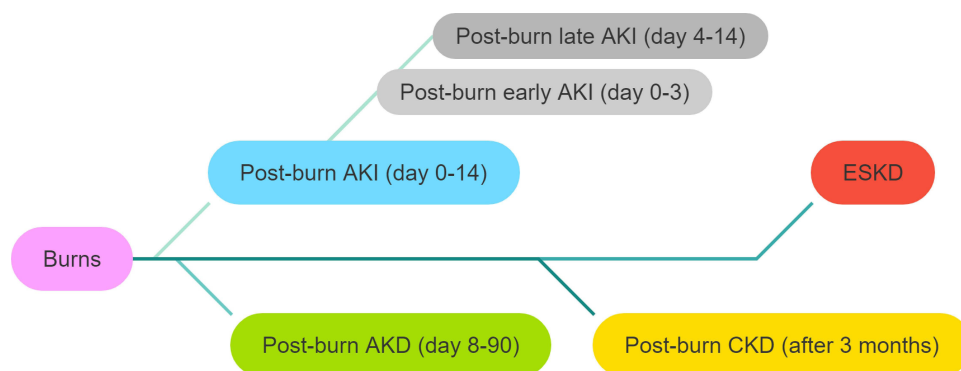 Post-burn late AKI (day 4-14)
Post-burn early AKI (day 0-3)
Post-burn AKI (day 0-14)
ESKD
Burns
Post-burn AKD (day 8-90)
Post-burn CKD (after 3 months)